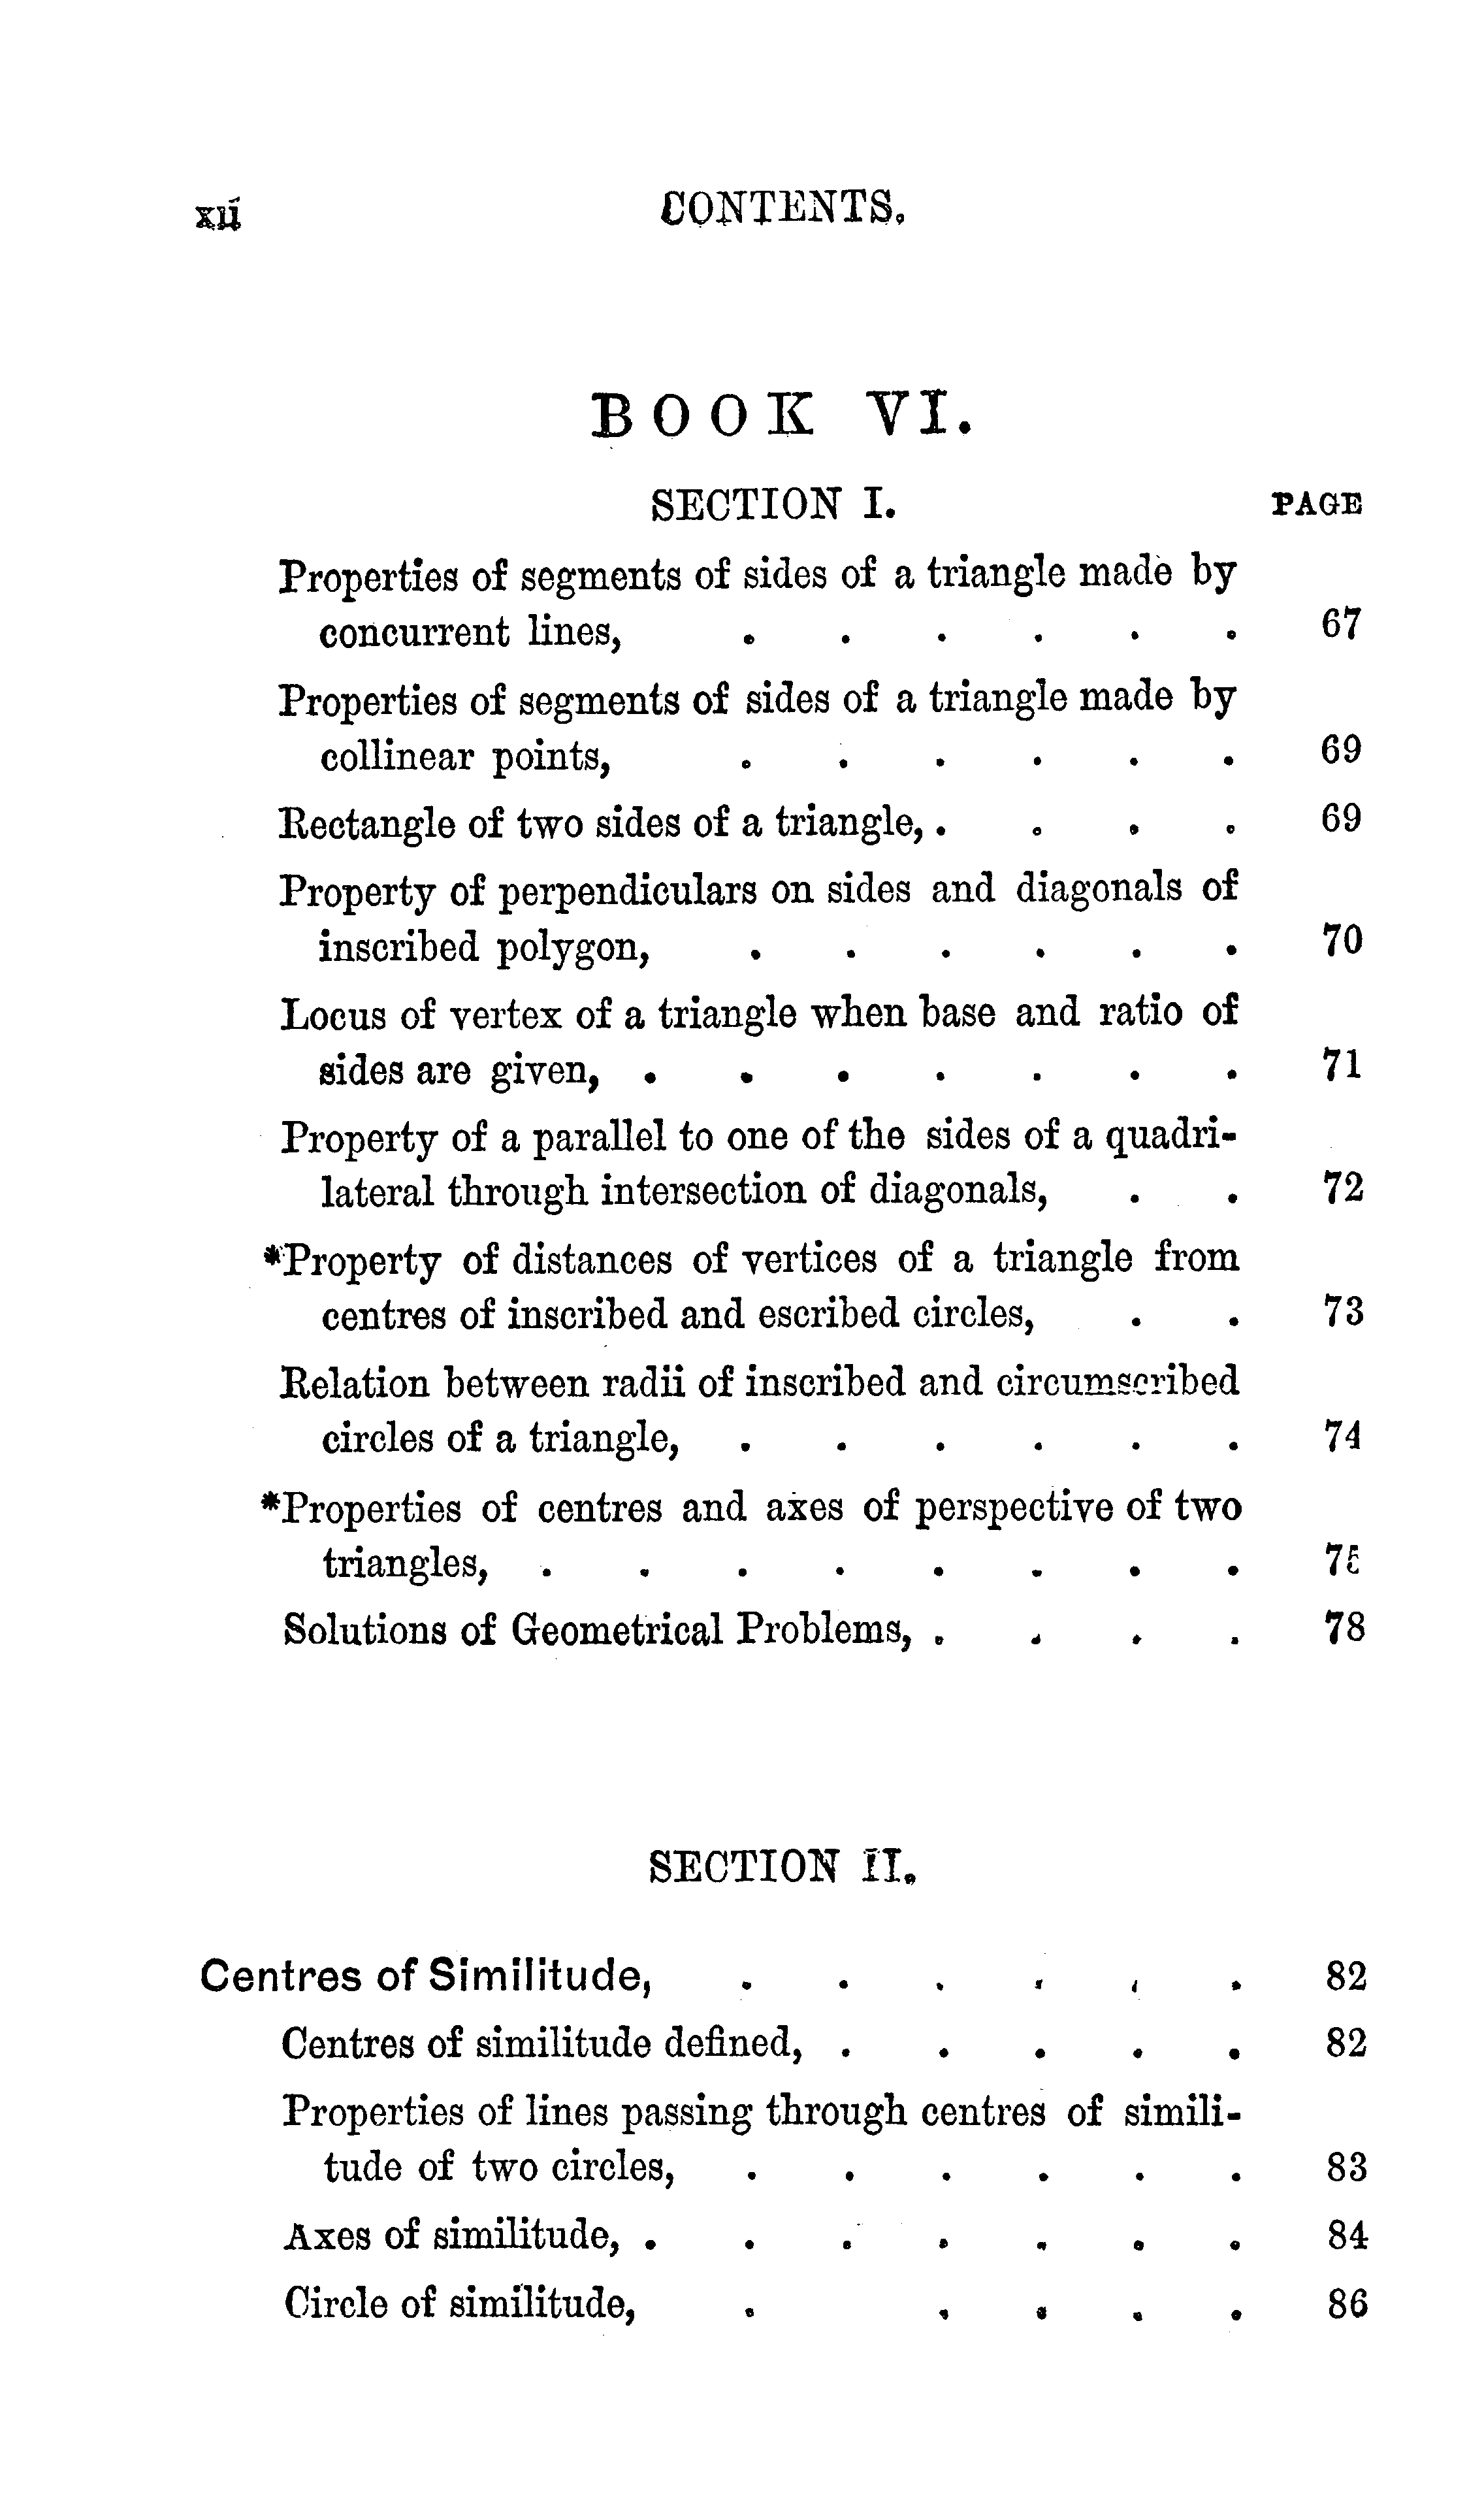 xii CONTENTS.
BOOK VI.
SECTION I. PAGE
Properties of segments of sides of a triangle made by
concurrent lines, . . . . . . 67
Properties of segments of sides of a triangle made by
collinear points, . . . . . . 69
Rectangle of two sides of a triangle, . . . . 69
Property of perpendiculars on sides and diagonals of
inscribed polygon, . . . . . . 70
Locus of vertex of a triangle when base and ratio of
sides are given, . . . . . . . 71
Property of a parallel to one of the sides of a quadri-
lateral through intersection of diagonals, . . 72
*Property of distances of vertices of a triangle from
centres of inscribed and escribed circles, . . 73
Relation between radii of inscribed and circumscribed
circles of a triangle, . . . . . . 74
*Properties of centres and axes of perspective of two
triangles, . . . . . . . . 75
Solutions of Geometrical Problems, . . . . 78
SECTION II.
Centres of Similitude, . . . . . . 82
Centres of similitude defined, . . . . . 82
Properties of lines passing through centres of simili-
tude of two circles, . . . . . . 83
Axes of similitude, . . . . . . . 84
Circle of similitude, . . . . . 86